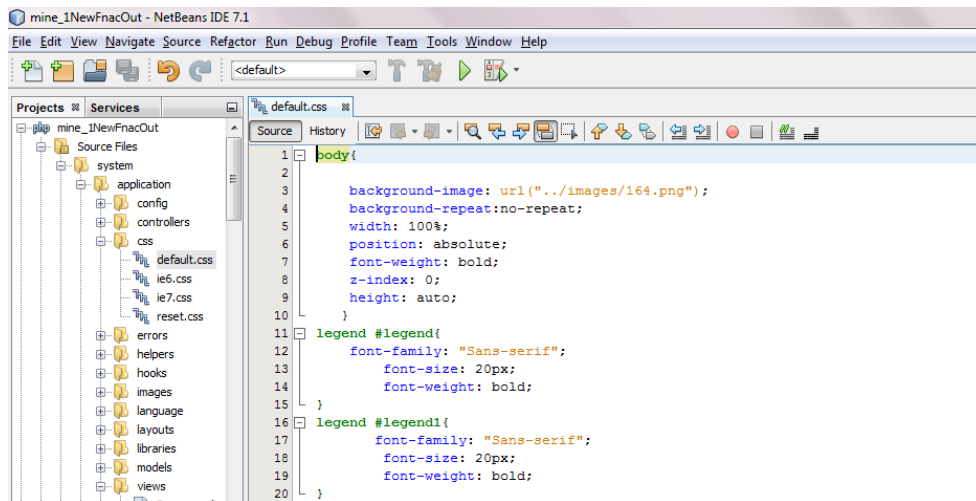 mine_1NewFnacOut - NetBeans IDE 7.1
File Edit View Navigate Source Refactor Run Debug Profile Team Tools Window Help
<default>
Projects Services
default.css
mine_1NewFnacOut
Source Files
system
application
config
controllers
css
default.css
ie6.css
ie7.css
reset.css
errors
helpers
hooks
images
language
layouts
libraries
models
views
Source History
1 body{
2
3 background-image: url("../images/164.png");
4 background-repeat:no-repeat;
5 width: 100%;
6 position: absolute;
7 font-weight: bold;
8 z-index: 0;
9 height: auto;
10 }
11 legend #legend{
12 font-family: "Sans-serif";
13 font-size: 20px;
14 font-weight: bold;
15 }
16 legend #legend1{
17 font-family: "Sans-serif";
18 font-size: 20px;
19 font-weight: bold;
20 }